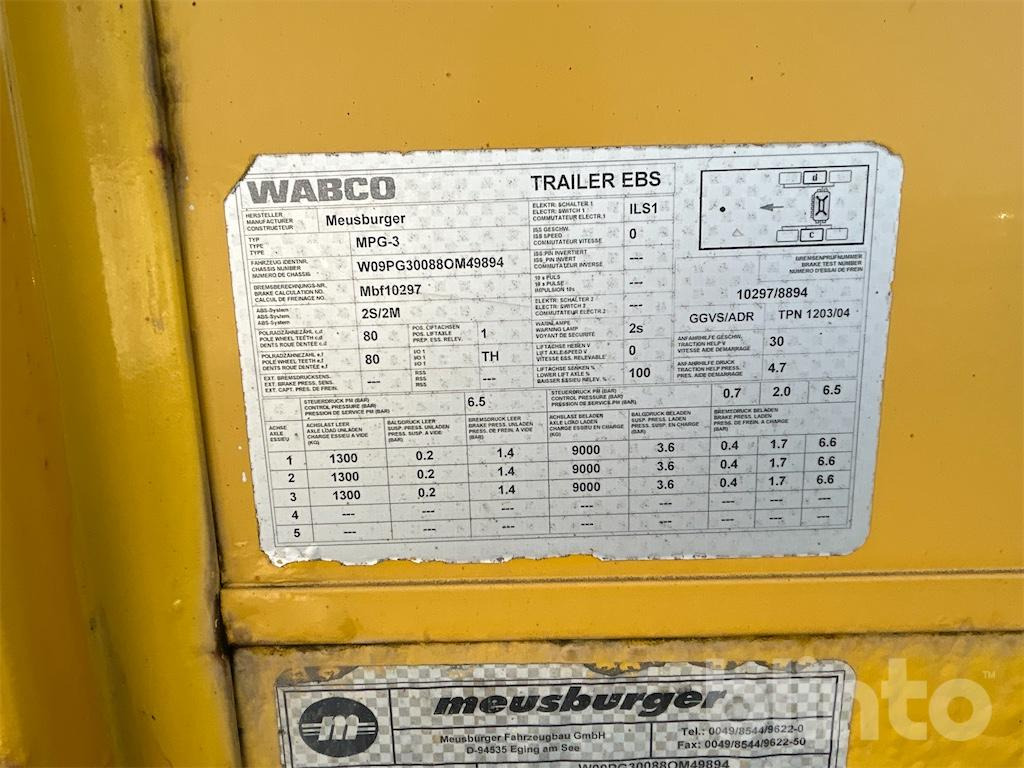 WABCO TRAILER EBS
HERSTELLER
MANUFACTURER
CONSTRUCTEUR
Meusburger
TYP
TYPE
TYPE
MPG-3
FAHRZEUG IDENTNR.
CHASSIS NUMBER
NUMERO DE CHASSIS
W09PG30088OM49894
BREMSBERECHNUNGS-NR.
BRAKE CALCULATION NO.
CALCUL DE FREINAGE NO.
Mbf10297
ABS-System
ABS-System
ABS-System
2S/2M
POLRADZÄHNEZAHL c,d
POLE WHEEL TEETH c,d
DENTS ROUE DENTÉE c,d
80
POS. LIFTACHSEN
POS. LIFTAXLE
PREP. ESS. RELEV.
1
POLRADZÄHNEZAHL e,f
POLE WHEEL TEETH e,f
DENTS ROUE DENTÉE e,f
80
I/O 1
I/O 1
I/O 1
TH
EXT. BREMSDRUCKSENS.
EXT. BRAKE PRESS. SENS.
EXT. CAPT. PRES. DE FREIN.
---
RSS
RSS
RSS
---
ELEKTR. SCHALTER 1
ELECTR. SWITCH 1
COMMUTATEUR ELECTR.1
ILS1
ISS GESCHW.
ISS SPEED
COMMUTATEUR VITESSE
0
ISS PIN INVERTIERT
ISS_PIN INVERT
COMMUTATEUR INVERSE
---
10 s PULS
10 s PULSE
IMPULSION 10s
---
ELEKTR. SCHALTER 2
ELECTR. SWITCH 2
COMMUTATEUR ELECTR.2
---
WARNLAMPE
WARNING LAMP
VOYANT DE SECURITÉ
2s
LIFTACHSE HEBEN V
LIFT AXLE-SPEED V
VITESSE ESS. RELEVABLE
0
LIFTACHSE SENKEN %
LOWER LIFT AXLE %
BAISSER ESSIEU RELEV. %
100
d
c
BREMSENPRUFNUMMER
BRAKE TEST NUMBER
NUMERO D'ESSAI DE FREIN
10297/8894
GGVS/ADR TPN 1203/04
ANFAHRHILFE GESCHW.
TRACTION HELP V
VITESSE AIDE DEMARRAGE
30
ANFAHRHILFE DRUCK
TRACTION HELP PRESS.
PRES. AIDE DEMARRAGE
4.7
STEUERDRUCK PM (BAR)
CONTROL PRESSURE (BAR)
PRESSION DE SERVICE PM (BAR)
6.5
STEUERDRUCK PM (BAR)
CONTROL PRESSURE (BAR)
PRESSION DE SERVICE PM (BAR)
0.7 2.0 6.5
ACHSE
AXLE
ESSIEU
ACHSLAST LEER
AXLE LOAD UNLADEN
CHARGE ESSIEU A VIDE
(KG)
BALGDRUCK LEER
SUSP. PRESS. UNLADEN
PRESS. SUSP. A VIDE
(BAR)
BREMSDRUCK LEER
BRAKE PRESS. UNLADEN
PRESS. DE FREIN. A VIDE
(BAR)
ACHSLAST BELADEN
AXLE LOAD LADEN
CHARGE ESSIEU EN CHARGE
(KG)
BALGDRUCK BELADEN
SUSP. PRESS. LADEN
PRESS. SUSP.EN CHARGE
(BAR)
BREMSDRUCK BELADEN
BRAKE PRESS. LADEN
PRESS. DE FREIN. EN CHARGE
(BAR)
1 1300 0.2 1.4 9000 3.6 0.4 1.7 6.6
2 1300 0.2 1.4 9000 3.6 0.4 1.7 6.6
3 1300 0.2 1.4 9000 3.6 0.4 1.7 6.6
4 --- --- --- --- --- --- --- ---
5 --- --- --- --- --- --- --- ---
m
meusburger
Meusburger Fahrzeugbau GmbH
D-94535 Eging am See
Tel.: 0049/8544/9622-0
Fax: 0049/8544/9622-50
W09PG30088OM49894
klinto™